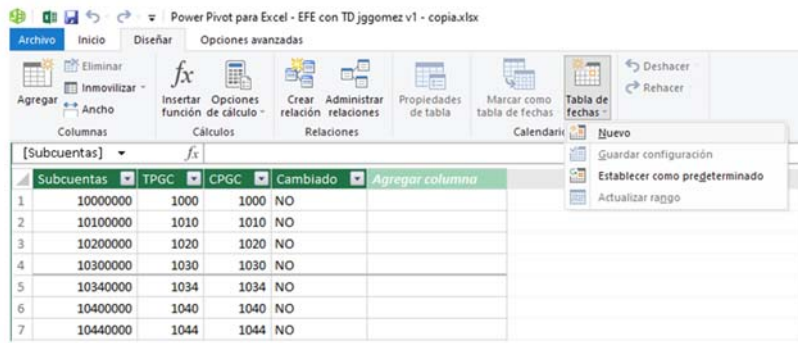 Power Pivot para Excel - EFE con TD jggomez v1 - copia.xlsx
Archivo Inicio Diseñar Opciones avanzadas
Agregar
Eliminar
Inmovilizar
Ancho
Columnas
Insertar función
Opciones de cálculo
Cálculos
Crear relación
Administrar relaciones
Relaciones
Propiedades de tabla
Marcar como tabla de fechas
Tabla de fechas
Calendario
Deshacer
Rehacer
Nuevo
Guardar configuración
Establecer como predeterminado
Actualizar rango
[Subcuentas] fx
Subcuentas TPGC CPGC Cambiado Agregar columna
1 10000000 1000 1000 NO
2 10100000 1010 1010 NO
3 10200000 1020 1020 NO
4 10300000 1030 1030 NO
5 10340000 1034 1034 NO
6 10400000 1040 1040 NO
7 10440000 1044 1044 NO